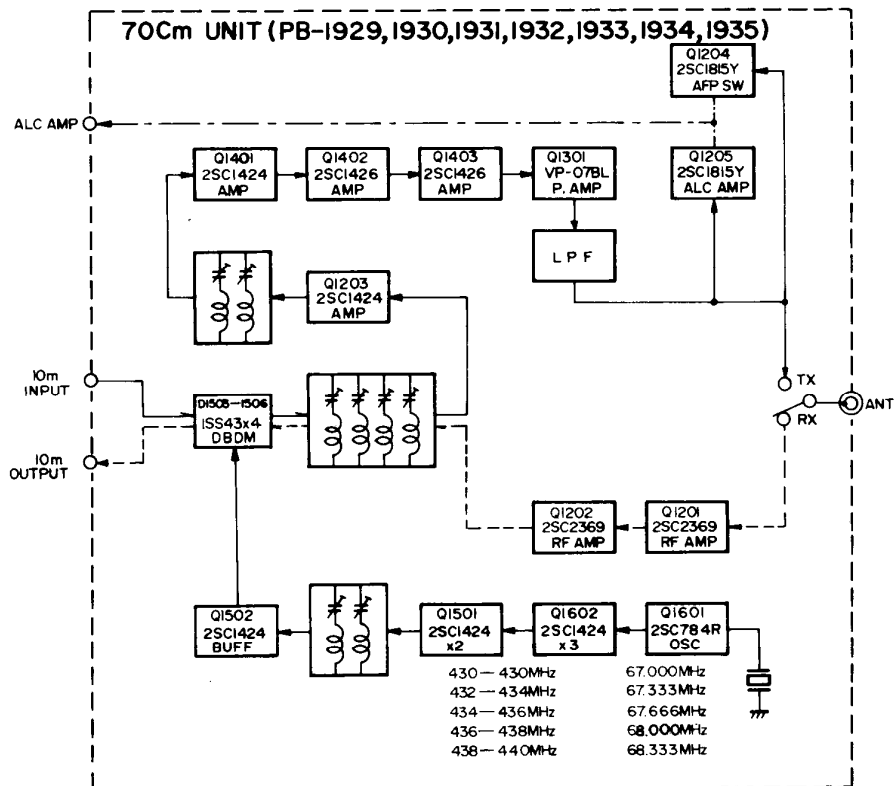 70Cm UNIT (PB-1929,1930,1931,1932,1933,1934,1935)
Q1204
2SC1815Y
AFP SW
ALC AMP
Q1401
2SC1424
AMP
Q1402
2SC1426
AMP
Q1403
2SC1426
AMP
Q1301
VP-07BL
P. AMP
Q1205
2SC1815Y
ALC AMP
LPF
Q1203
2SC1424
AMP
10m
INPUT
D1503-1506
1SS43x4
DBDM
10m
OUTPUT
TX
RX
ANT
Q1202
2SC2369
RF AMP
Q1201
2SC2369
RF AMP
Q1502
2SC1424
BUFF
Q1501
2SC1424
x2
Q1602
2SC1424
x3
Q1601
2SC784R
OSC
430-430MHz 67.000MHz
432-434MHz 67.333MHz
434-436MHz 67.666MHz
436-438MHz 68.000MHz
438-440MHz 68.333MHz